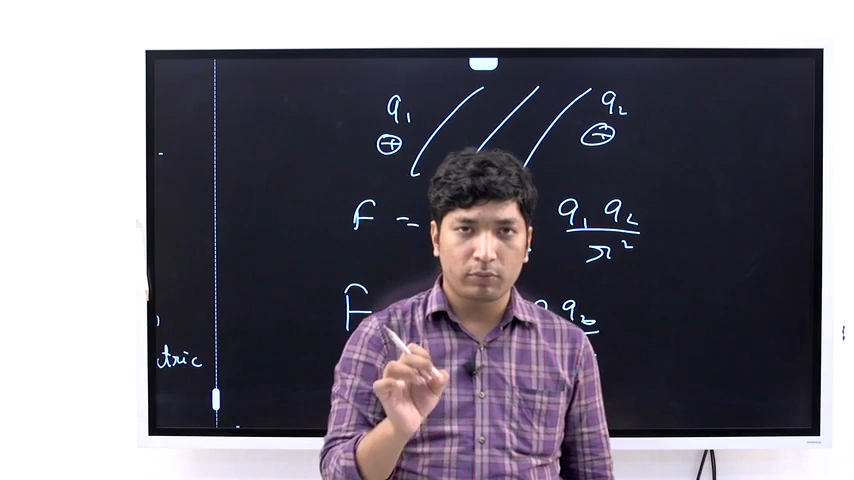 q₁ q₂
⊕ ⊕
F = q₁ q₂
r²
F
tric